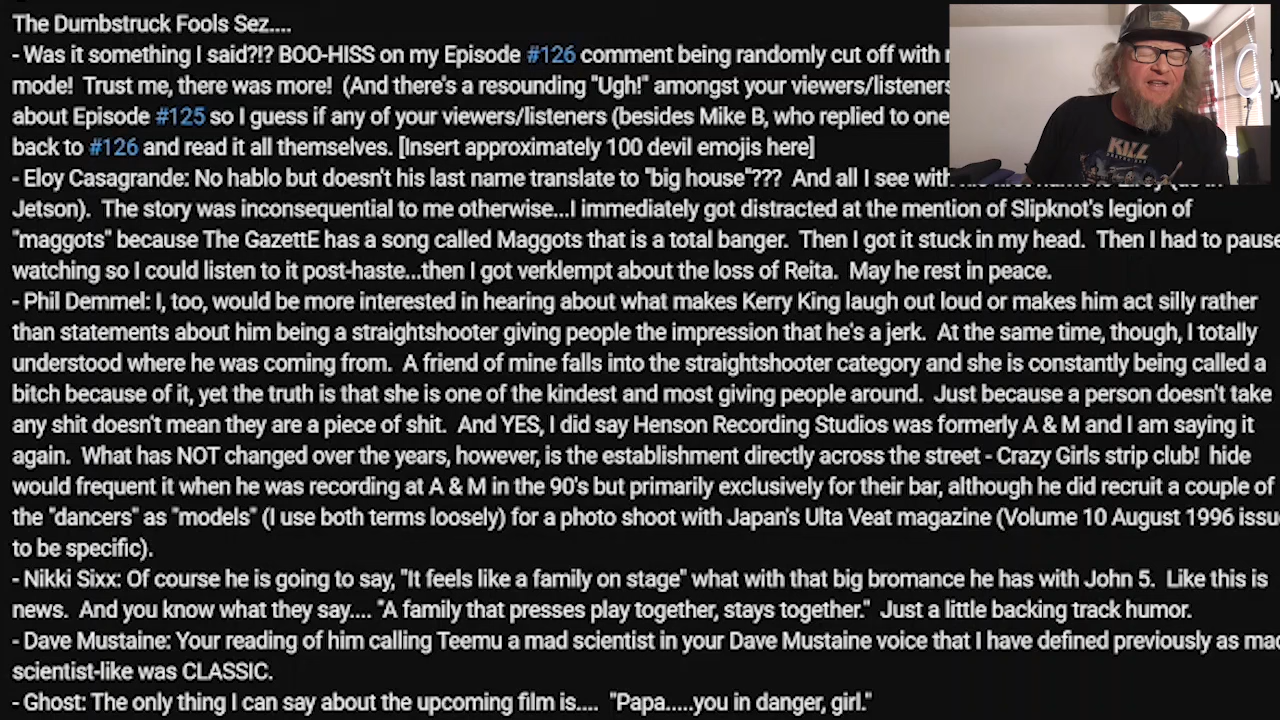 The Dumbstruck Fools Sez....
- Was it something I said?!? BOO-HISS on my Episode #126 comment being randomly cut off with
mode! Trust me, there was more! (And there's a resounding "Ugh!" amongst your viewers/listeners
about Episode #125 so I guess if any of your viewers/listeners (besides Mike B, who replied to one
back to #126 and read it all themselves. [Insert approximately 100 devil emojis here]
- Eloy Casagrande: No hablo but doesn't his last name translate to "big house"??? And all I see with
Jetson). The story was inconsequential to me otherwise...I immediately got distracted at the mention of Slipknot's legion of
"maggots" because The GazettE has a song called Maggots that is a total banger. Then I got it stuck in my head. Then I had to pause
watching so I could listen to it post-haste...then I got verklempt about the loss of Reita. May he rest in peace.
- Phil Demmel: I, too, would be more interested in hearing about what makes Kerry King laugh out loud or makes him act silly rather
than statements about him being a straightshooter giving people the impression that he's a jerk. At the same time, though, I totally
understood where he was coming from. A friend of mine falls into the straightshooter category and she is constantly being called a
bitch because of it, yet the truth is that she is one of the kindest and most giving people around. Just because a person doesn't take
any shit doesn't mean they are a piece of shit. And YES, I did say Henson Recording Studios was formerly A & M and I am saying it
again. What has NOT changed over the years, however, is the establishment directly across the street - Crazy Girls strip club! hide
would frequent it when he was recording at A & M in the 90's but primarily exclusively for their bar, although he did recruit a couple of
the "dancers" as "models" (I use both terms loosely) for a photo shoot with Japan's Ulta Veat magazine (Volume 10 August 1996 issu
to be specific).
- Nikki Sixx: Of course he is going to say, "It feels like a family on stage" what with that big bromance he has with John 5. Like this is
news. And you know what they say.... "A family that presses play together, stays together." Just a little backing track humor.
- Dave Mustaine: Your reading of him calling Teemu a mad scientist in your Dave Mustaine voice that I have defined previously as mad
scientist-like was CLASSIC.
- Ghost: The only thing I can say about the upcoming film is.... "Papa.....you in danger, girl."
KILL